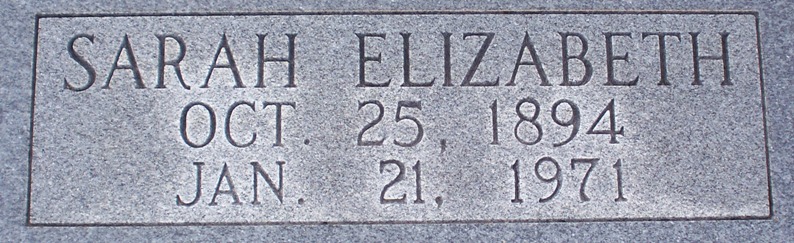 SARAH ELIZABETH
OCT. 25, 1894
JAN. 21, 1971